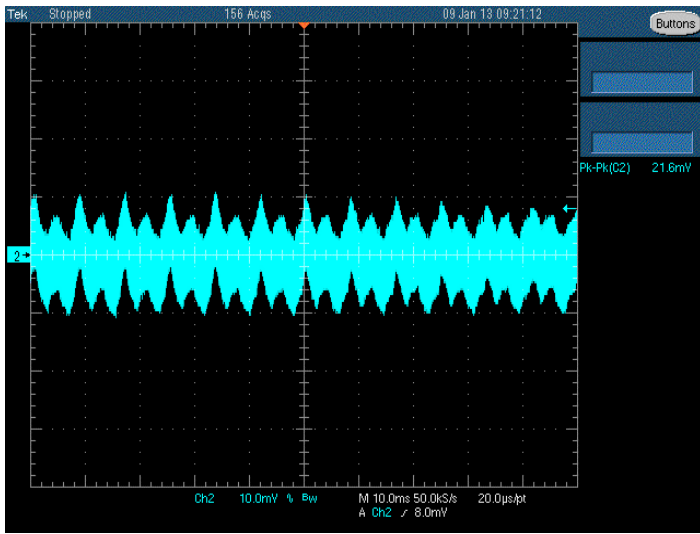 Tek Stopped 156 Acqs 09 Jan 13 09:21:12
Buttons
Pk-Pk(C2) 21.6mV
2
Ch2 10.0mV % Bw M 10.0ms 50.0kS/s 20.0µs/pt
A Ch2 ⁄ 8.0mV